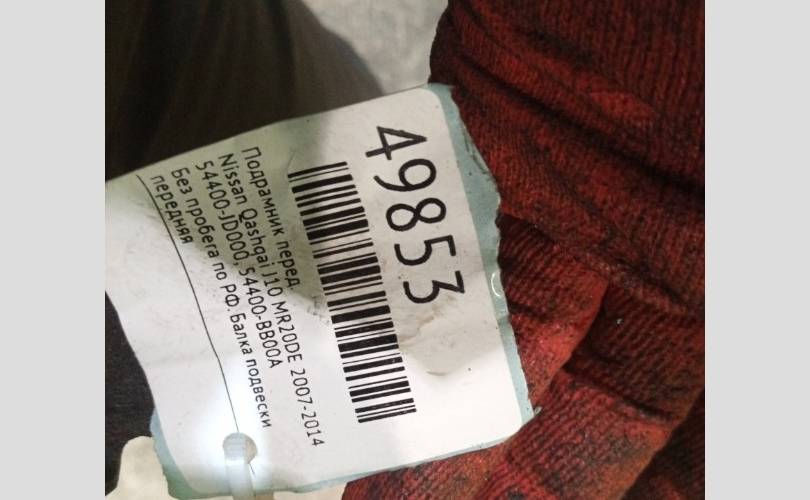 49853
Подрамник перед.
Nissan Qashqai J10 MR20DE 2007-2014
54400-JD000, 54400-BB00A
Без пробега по РФ. Балка подвески
передняя